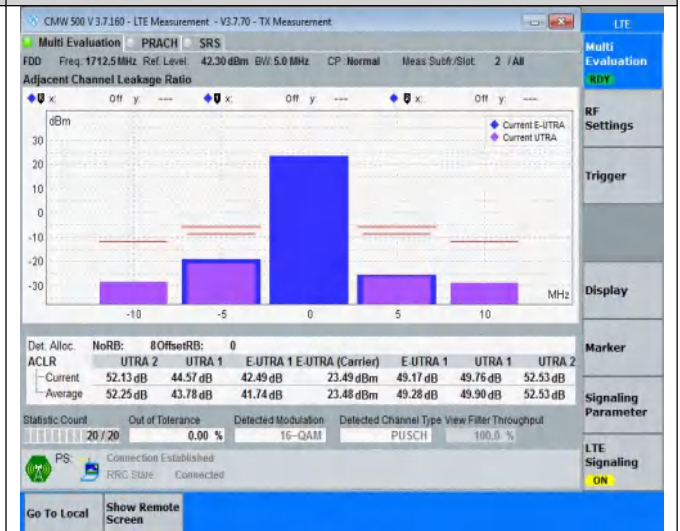 CMW 500 V 3.7.160 - LTE Measurement - V3.7.70 - TX Measurement
LTE
Multi Evaluation PRACH SRS
Multi Evaluation
RDY
FDD Freq: 1712.5 MHz Ref. Level: 42.30 dBm BW: 5.0 MHz CP: Normal Meas Subfr./Slot: 2 / All
Adjacent Channel Leakage Ratio
x: Off y: --- x: Off y: --- x: Off y: ---
RF Settings
dBm
Current E-UTRA
Current UTRA
30
20
10
0
-10
-20
-30
MHz
-10 -5 0 5 10
Trigger
Display
Marker
Det. Alloc. NoRB: 8 OffsetRB: 0
ACLR UTRA 2 UTRA 1 E-UTRA 1 E-UTRA (Carrier) E-UTRA 1 UTRA 1 UTRA 2
Current 52.13 dB 44.57 dB 42.49 dB 23.49 dBm 49.17 dB 49.76 dB 52.53 dB
Average 52.25 dB 43.78 dB 41.74 dB 23.48 dBm 49.28 dB 49.90 dB 52.53 dB
Signaling Parameter
Statistic Count Out of Tolerance Detected Modulation Detected Channel Type View Filter Throughput
20 / 20 0.00 % 16-QAM PUSCH 100.0 %
PS: Connection Established
RRC State Connected
LTE Signaling
ON
Go To Local
Show Remote Screen